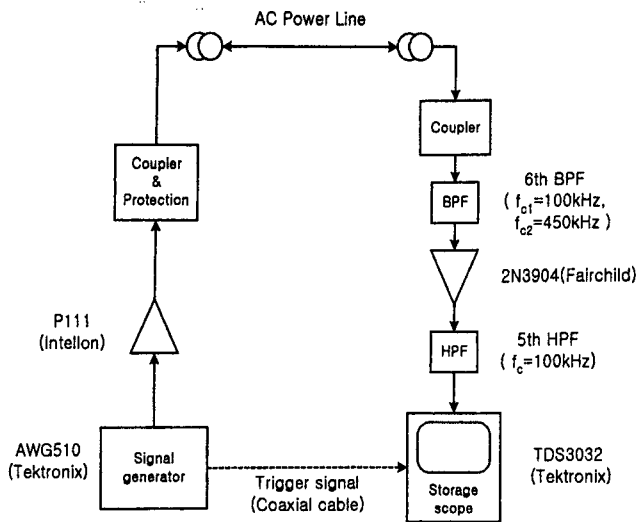 AC Power Line
Coupler
&
Protection
Coupler
BPF
6th BPF
( fc1=100kHz,
fc2=450kHz )
2N3904(Fairchild)
P111
(Intellon)
HPF
5th HPF
( fc=100kHz)
AWG510
(Tektronix)
Signal
generator
Trigger signal
(Coaxial cable)
Storage
scope
TDS3032
(Tektronix)